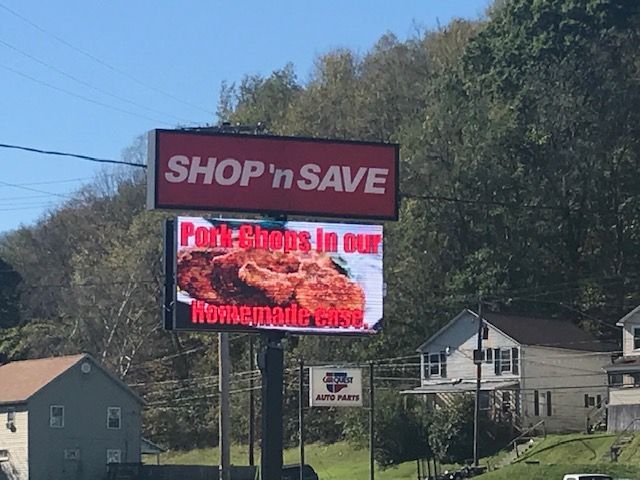 SHOP 'n SAVE
Pork Chops in our
Homemade case.
CARQUEST
AUTO PARTS